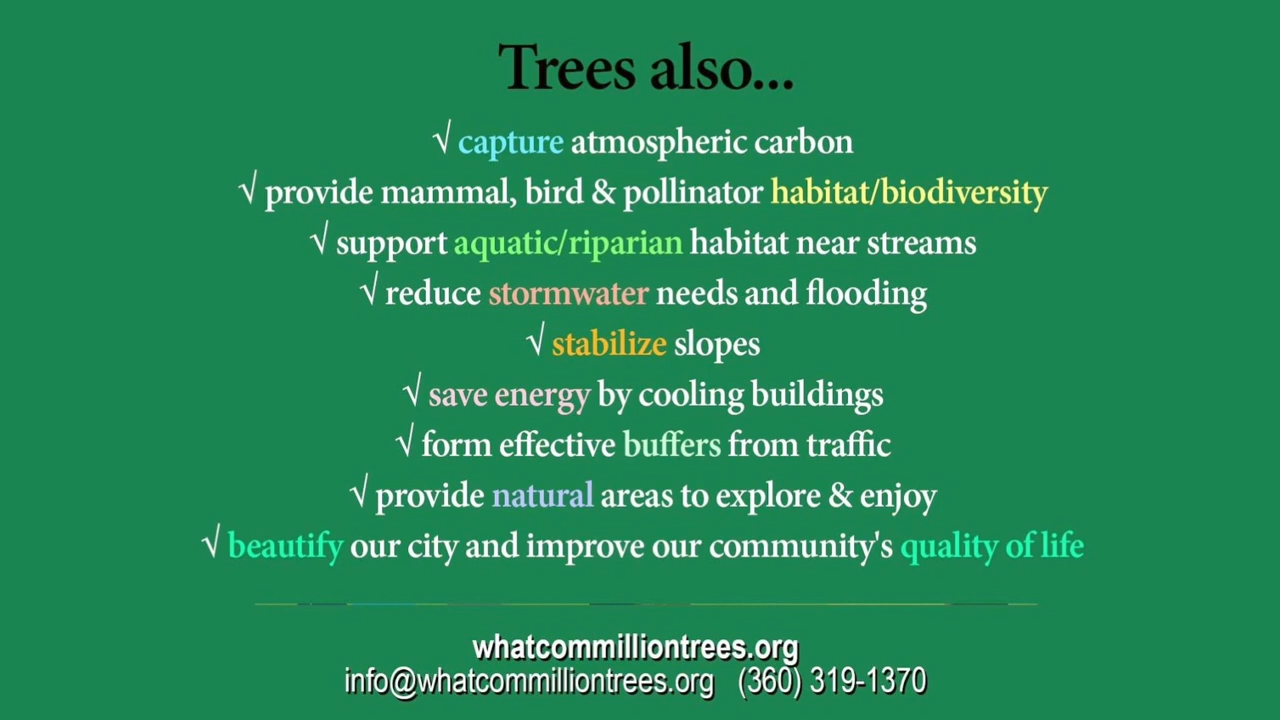 Trees also...
√ capture atmospheric carbon
√ provide mammal, bird & pollinator habitat/biodiversity
√ support aquatic/riparian habitat near streams
√ reduce stormwater needs and flooding
√ stabilize slopes
√ save energy by cooling buildings
√ form effective buffers from traffic
√ provide natural areas to explore & enjoy
√ beautify our city and improve our community's quality of life
whatcommilliontrees.org
info@whatcommilliontrees.org (360) 319-1370